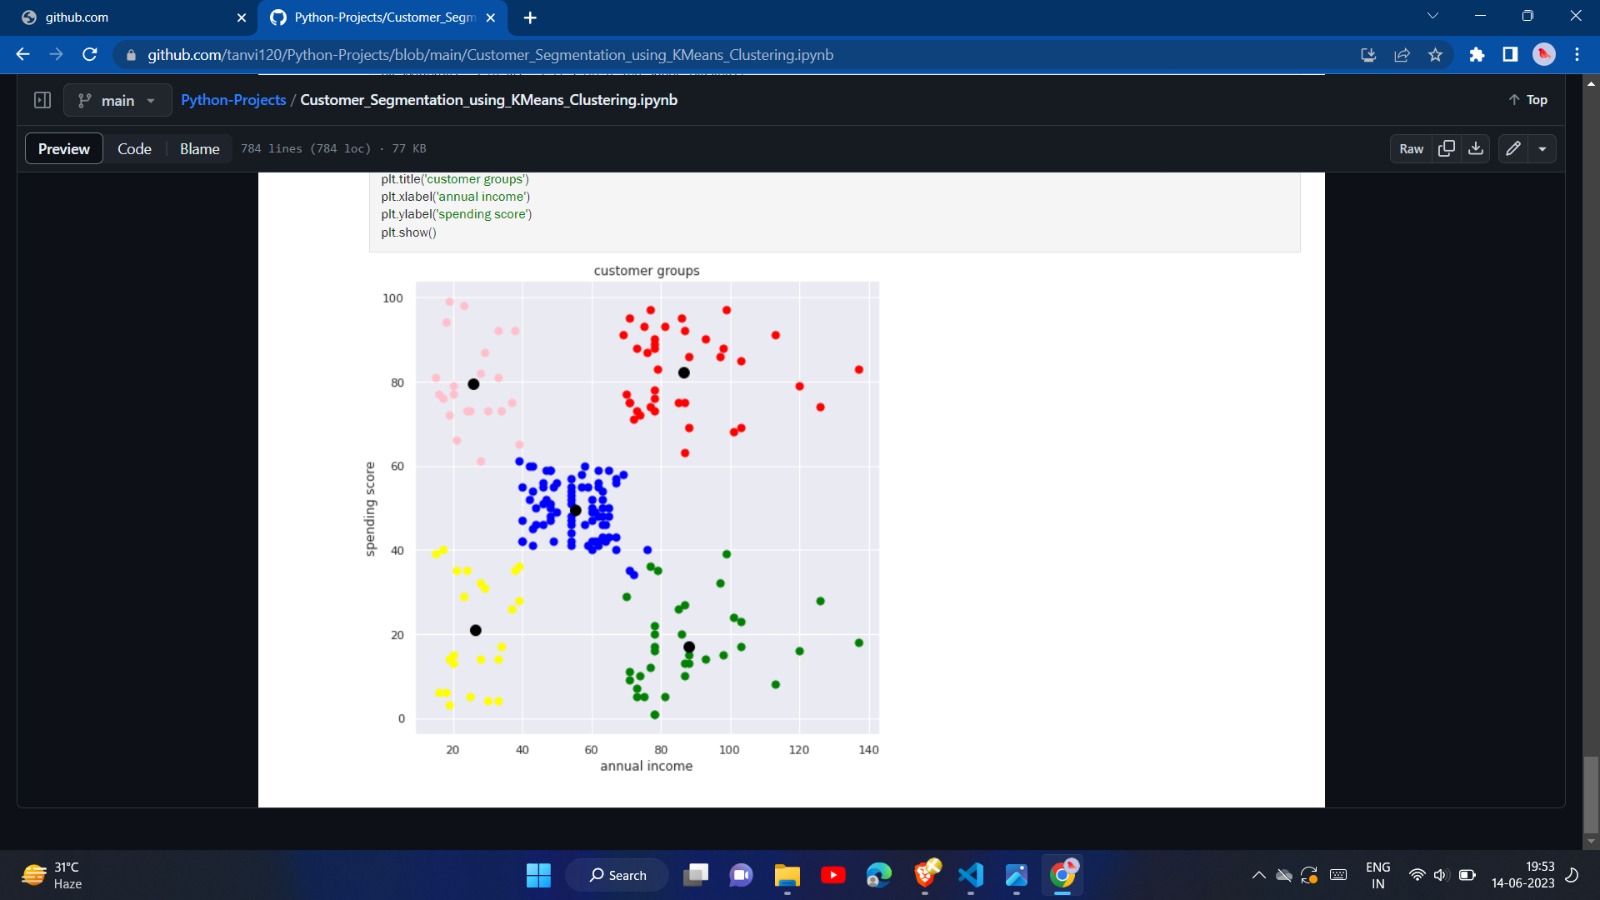 github.com
Python-Projects/Customer_Segm
github.com/tanvi120/Python-Projects/blob/main/Customer_Segmentation_using_KMeans_Clustering.ipynb
main
Python-Projects / Customer_Segmentation_using_KMeans_Clustering.ipynb
Top
Preview
Code
Blame
784 lines (784 loc) · 77 KB
Raw
plt.title('customer groups')
plt.xlabel('annual income')
plt.ylabel('spending score')
plt.show()
customer groups
100
80
60
40
20
0
spending score
20 40 60 80 100 120 140
annual income
31°C
Haze
Search
ENG
IN
19:53
14-06-2023